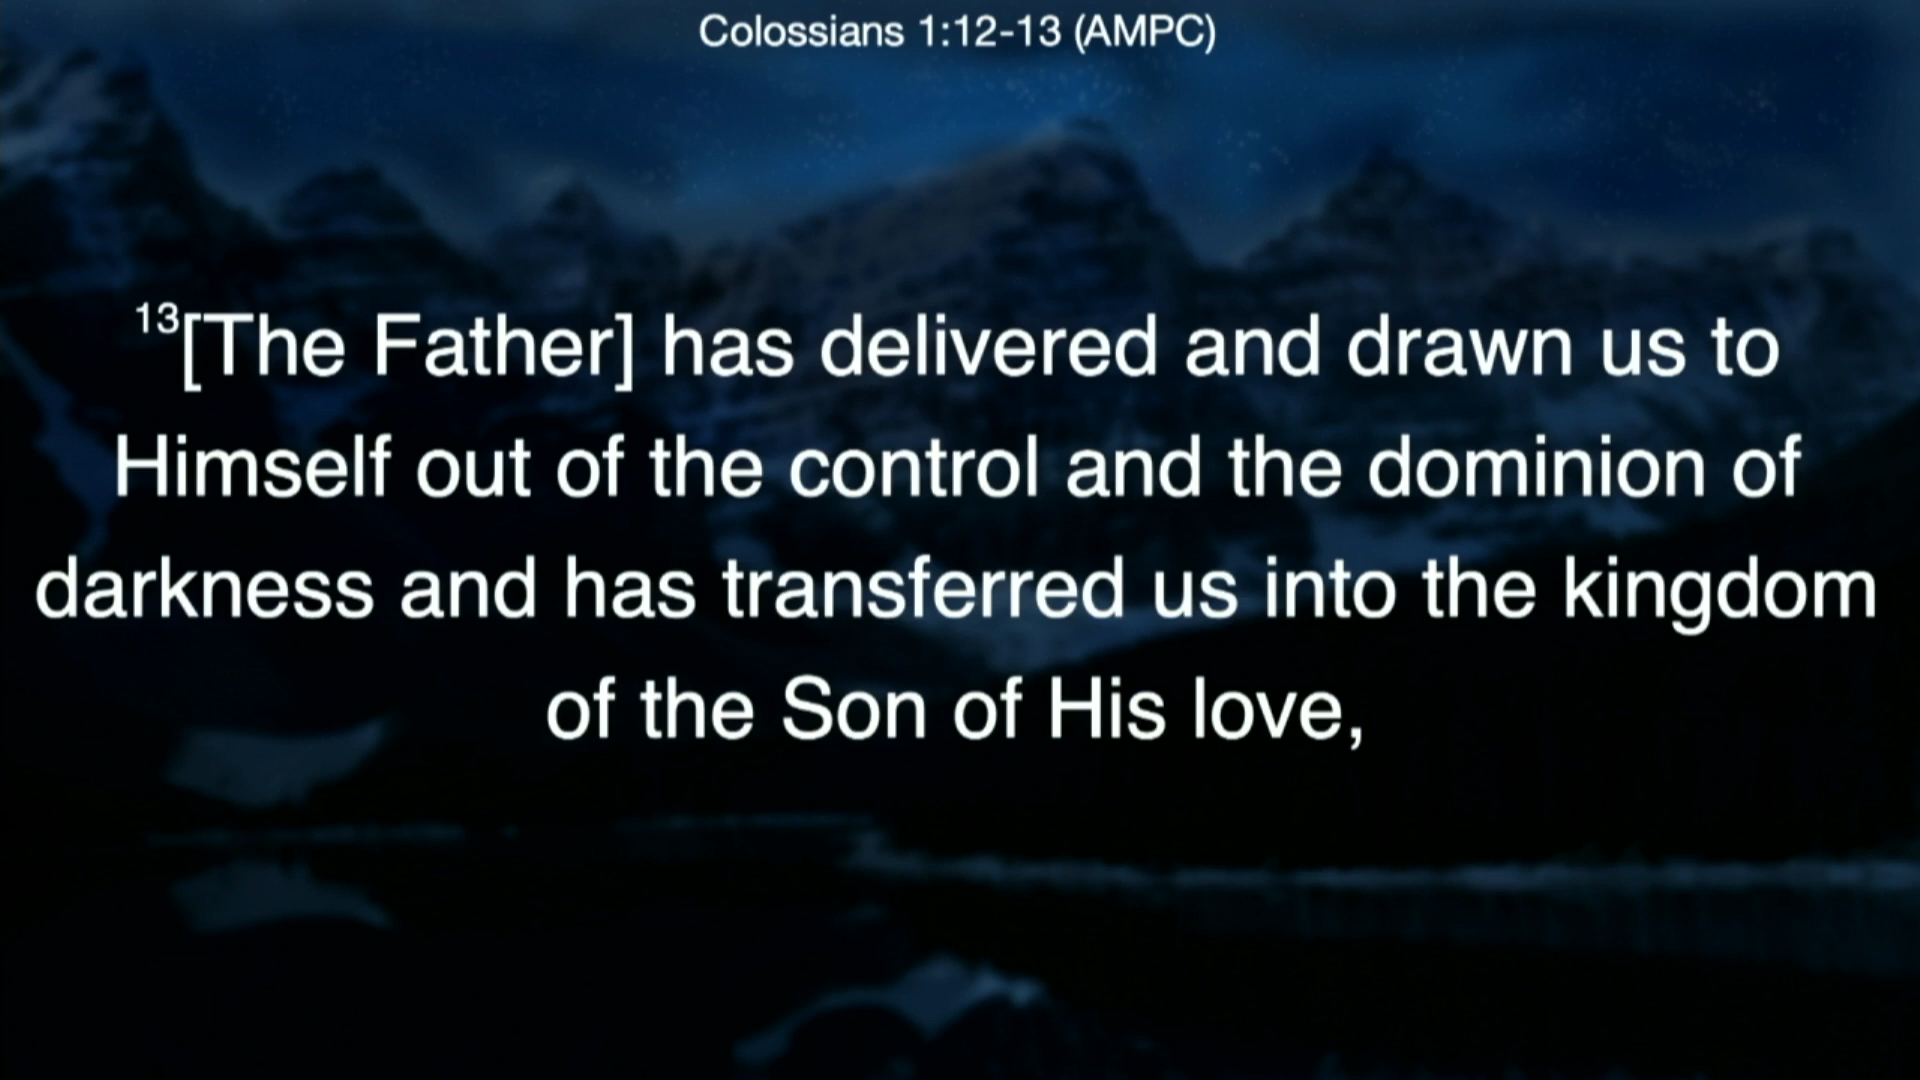 Colossians 1:12-13 (AMPC)
13[The Father] has delivered and drawn us to
Himself out of the control and the dominion of
darkness and has transferred us into the kingdom
of the Son of His love,